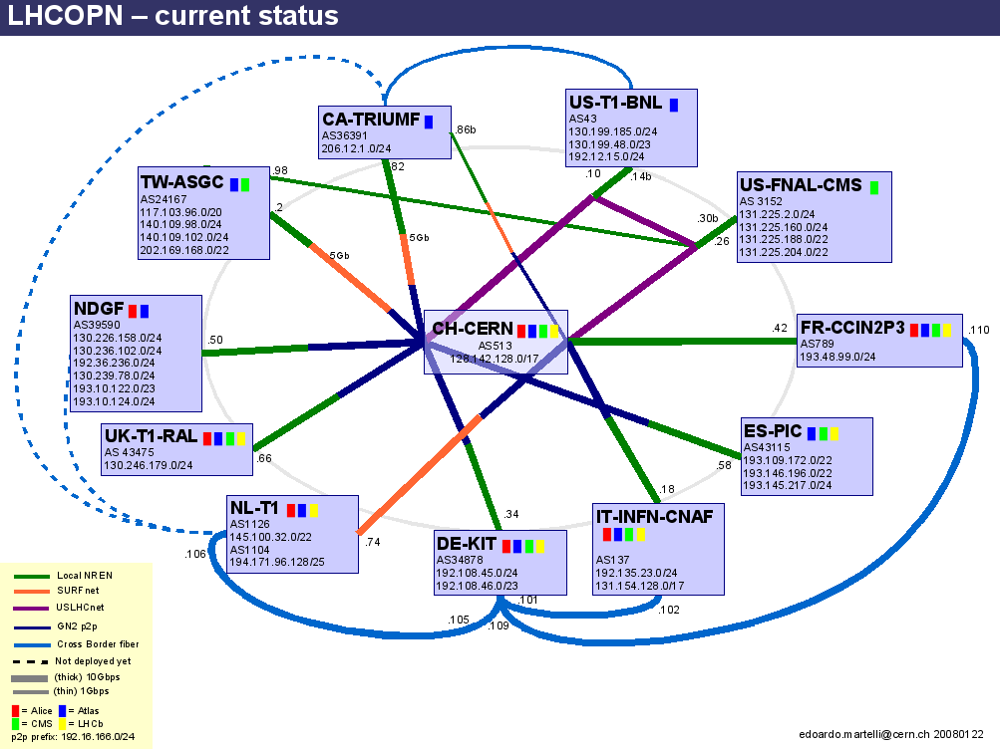 LHCOPN – current status
CA-TRIUMF
AS36391
206.12.1.0/24
US-T1-BNL
AS43
130.199.185.0/24
130.199.48.0/23
192.12.15.0/24
TW-ASGC
AS24167
117.103.96.0/20
140.109.98.0/24
140.109.102.0/24
202.169.168.0/22
US-FNAL-CMS
AS 3152
131.225.2.0/24
131.225.160.0/24
131.225.188.0/22
131.225.204.0/22
NDGF
AS39590
130.226.158.0/24
130.236.102.0/24
192.36.236.0/24
130.239.78.0/24
193.10.122.0/23
193.10.124.0/24
CH-CERN
AS513
128.142.128.0/17
FR-CCIN2P3
AS789
193.48.99.0/24
UK-T1-RAL
AS 43475
130.246.179.0/24
ES-PIC
AS43115
193.109.172.0/22
193.146.196.0/22
193.145.217.0/24
NL-T1
AS1126
145.100.32.0/22
AS1104
194.171.96.128/25
DE-KIT
AS34878
192.108.45.0/24
192.108.46.0/23
IT-INFN-CNAF
AS137
192.135.23.0/24
131.154.128.0/17
.86b
.82
.98
.10
.14b
.30b
.26
.2
5Gb
5Gb
.50
.42
.110
.66
.58
.18
.34
.74
.106
.101
.102
.105
.109
Local NREN
SURFnet
USLHCnet
GN2 p2p
Cross Border fiber
Not deployed yet
(thick) 10Gbps
(thin) 1Gbps
= Alice = Atlas
= CMS = LHCb
p2p prefix: 192.16.166.0/24
edoardo.martelli@cern.ch 20080122